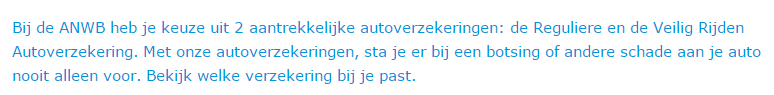 Bij de ANWB heb je keuze uit 2 aantrekkelijke autoverzekeringen: de Reguliere en de Veilig Rijden
Autoverzekering. Met onze autoverzekeringen, sta je er bij een botsing of andere schade aan je auto
nooit alleen voor. Bekijk welke verzekering bij je past.